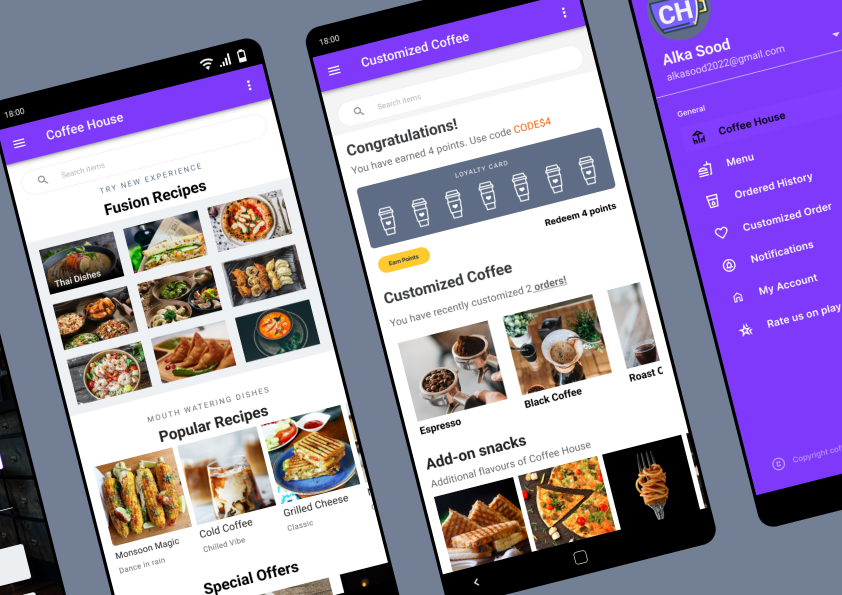 18:00
Coffee House
Search items
TRY NEW EXPERIENCE
Fusion Recipes
Thai Dishes
MOUTH WATERING DISHES
Popular Recipes
Monsoon Magic
Dance in rain
Cold Coffee
Chilled Vibe
Grilled Cheese
Classic
Special Offers
18:00
Customized Coffee
Search items
Congratulations!
You have earned 4 points. Use code CODE$4
LOYALTY CARD
Redeem 4 points
Earn Points
Customized Coffee
You have recently customized 2 orders!
Espresso
Black Coffee
Roast C
Add-on snacks
Additional flavours of Coffee House
CH
Alka Sood
alkasood2022@gmail.com
General
Coffee House
Menu
Ordered History
Customized Order
Notifications
My Account
Rate us on play
Copyright cof